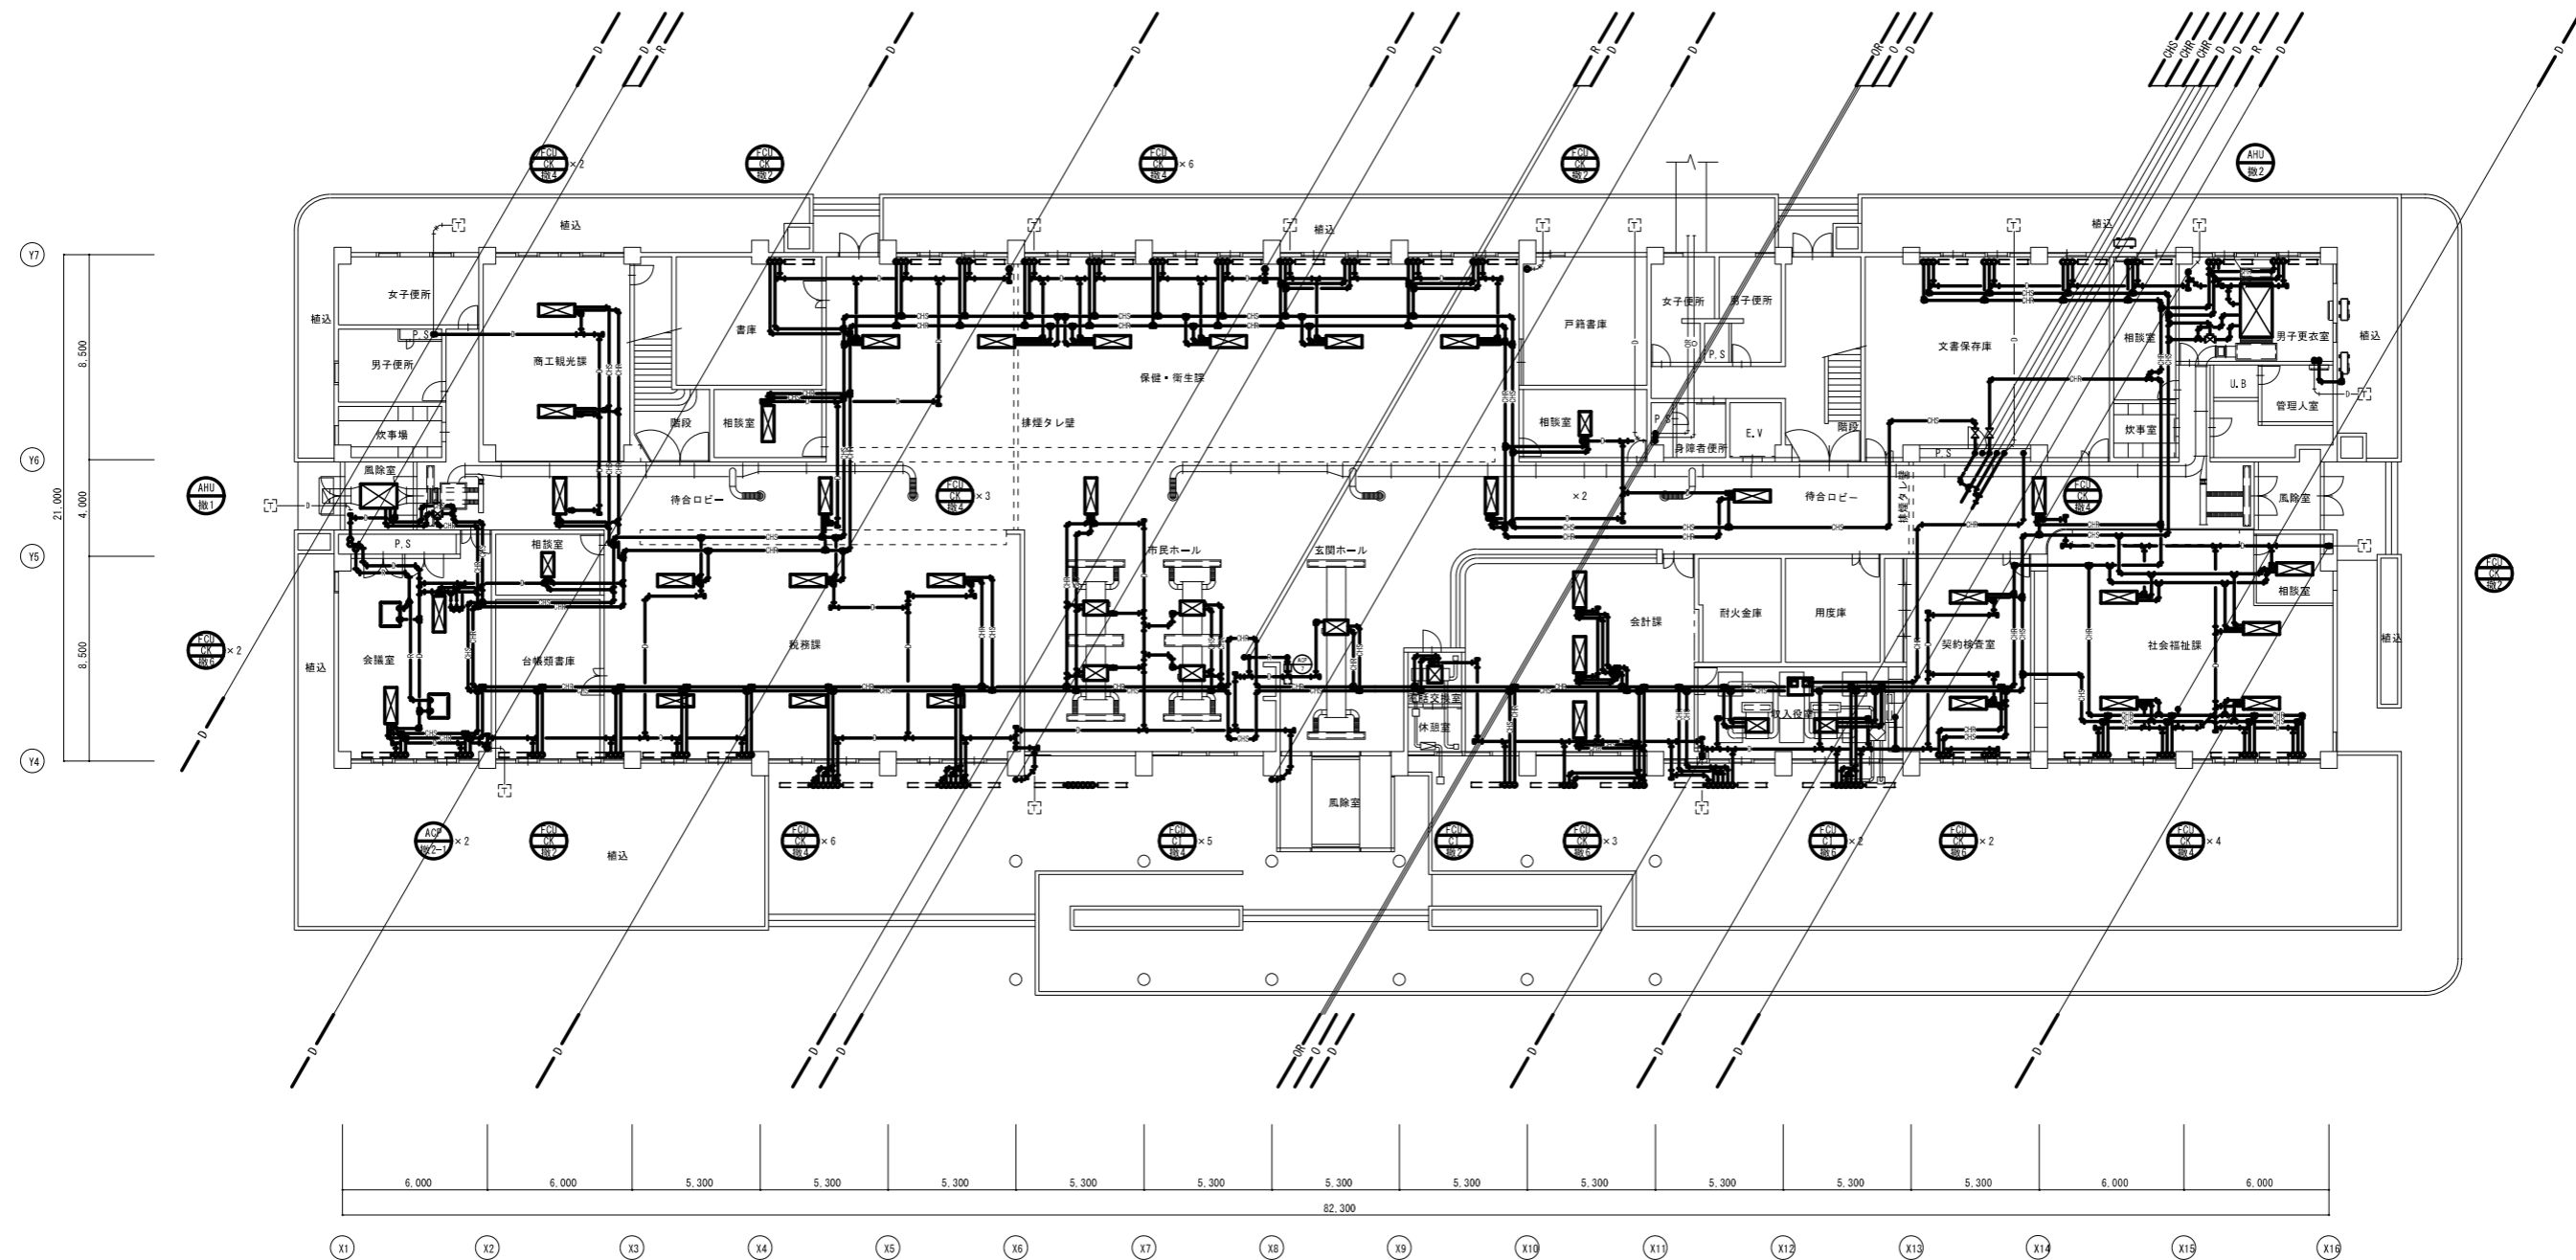 D D R D D D D R D D OR O D CHS CHR CHR D D R D D
FCU CK 撤4 ×2
FCU CK 撤2
FCU CK 撤4 ×6
FCU CK 撤2
AHU 撤2
植込 植込 植込
Y7
女子便所
植込
P.S
男子便所
商工観光課
書庫
保健・衛生課
戸籍書庫
女子便所
男子便所
P.S
文書保存庫
相談室
男子更衣室
植込
U.B
管理人室
8,500
炊事場
階段
相談室
排煙タレ壁
相談室
P.S
身障者便所
E.V
階段
P.S
炊事室
Y6
風除室
AHU 撤1
待合ロビー
FCU CK 撤4 ×3
×2
待合ロビー
排煙タレ壁
FCU CK 撤4
風除室
21,000
4,000
P.S
相談室
市民ホール
玄関ホール
Y5
FCU CK 撤2
相談室
8,500
FCU CK 撤6 ×2
植込
会議室
台帳類書庫
税務課
会計課
耐火金庫
用度庫
契約検査室
社会福祉課
植込
休憩室
収入役室
Y4
風除室
ACP 撤2-1 ×2
FCU CK 撤2
植込
FCU CK 撤4 ×6
FCU CT 撤4 ×5
FCU CT 撤2
FCU CK 撤6 ×3
FCU CT 撤6 ×2
FCU CK 撤6 ×2
FCU CK 撤4 ×4
D D D D D OR O D D D D D
6,000 6,000 5,300 5,300 5,300 5,300 5,300 5,300 5,300 5,300 5,300 5,300 5,300 6,000 6,000
82,300
X1 X2 X3 X4 X5 X6 X7 X8 X9 X10 X11 X12 X13 X14 X15 X16